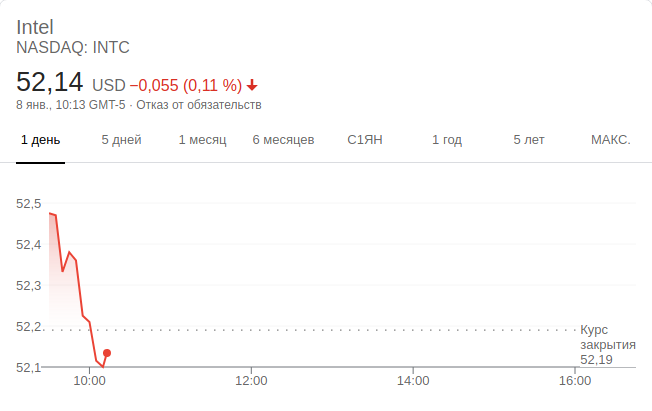 Intel
NASDAQ: INTC
52,14 USD −0,055 (0,11 %)
8 янв., 10:13 GMT-5 · Отказ от обязательств
1 день 5 дней 1 месяц 6 месяцев С1ЯН 1 год 5 лет МАКС.
52,5
52,4
52,3
52,2
Курс
закрытия
52,19
52,1
10:00 12:00 14:00 16:00